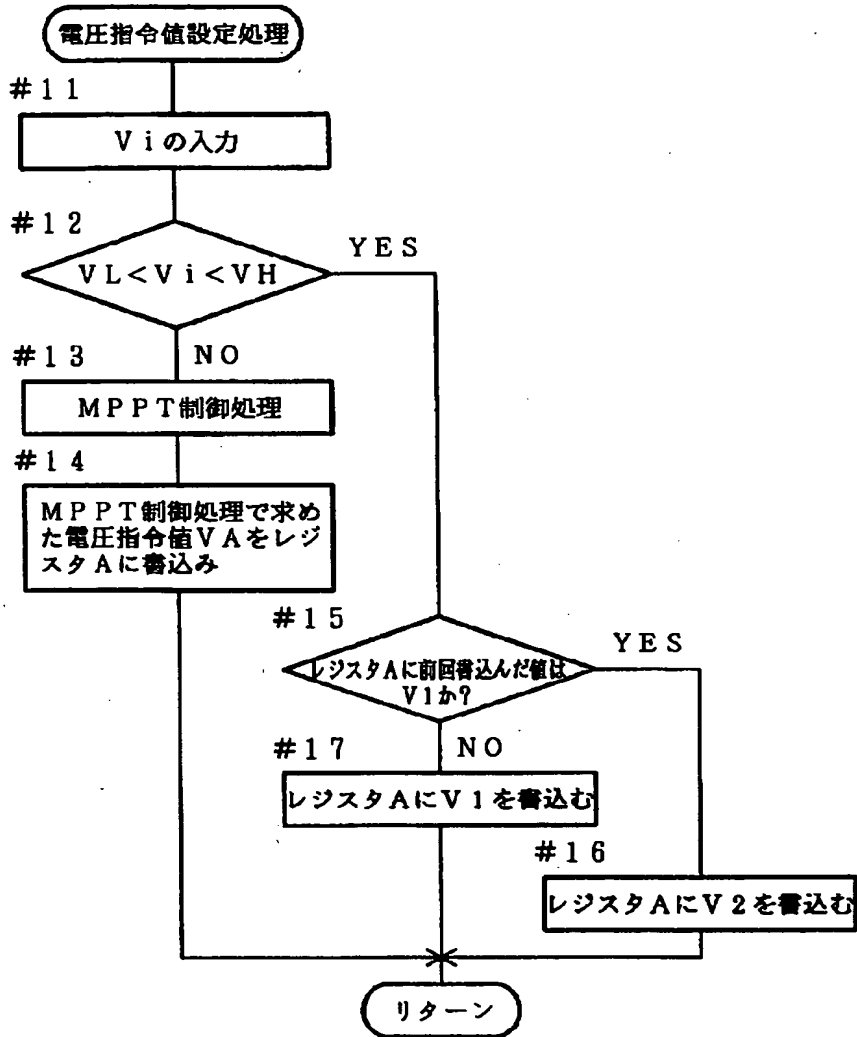 電圧指令値設定処理
#11
Viの入力
#12
VL<Vi<VH
YES
NO
#13
MPPT制御処理
#14
MPPT制御処理で求め
た電圧指令値VAをレジ
スタAに書込み
#15
レジスタAに前回書込んだ値は
V1か?
YES
NO
#17
レジスタAにV1を書込む
#16
レジスタAにV2を書込む
リターン